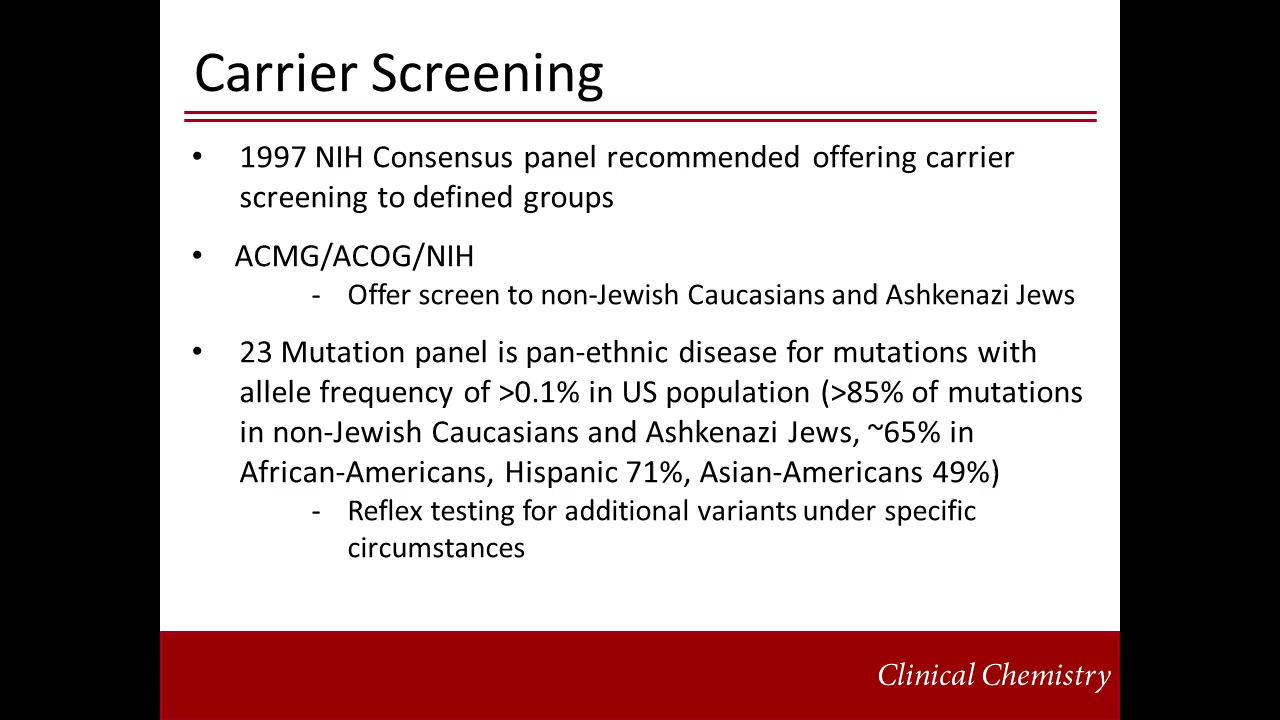 Carrier Screening
• 1997 NIH Consensus panel recommended offering carrier
screening to defined groups
• ACMG/ACOG/NIH
- Offer screen to non-Jewish Caucasians and Ashkenazi Jews
• 23 Mutation panel is pan-ethnic disease for mutations with
allele frequency of >0.1% in US population (>85% of mutations
in non-Jewish Caucasians and Ashkenazi Jews, ~65% in
African-Americans, Hispanic 71%, Asian-Americans 49%)
- Reflex testing for additional variants under specific
circumstances
Clinical Chemistry